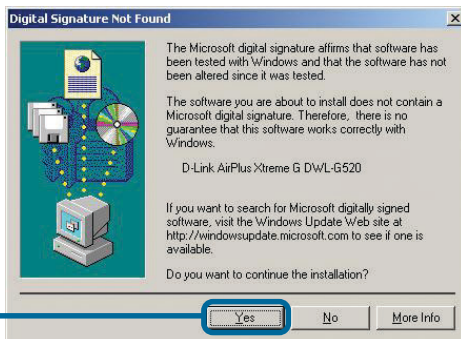 Digital Signature Not Found
The Microsoft digital signature affirms that software has
been tested with Windows and that the software has not
been altered since it was tested.
The software you are about to install does not contain a
Microsoft digital signature. Therefore, there is no
guarantee that this software works correctly with
Windows.
D-Link AirPlus Xtreme G DWL-G520
If you want to search for Microsoft digitally signed
software, visit the Windows Update Web site at
http://windowsupdate.microsoft.com to see if one is
available.
Do you want to continue the installation?
Yes No More Info